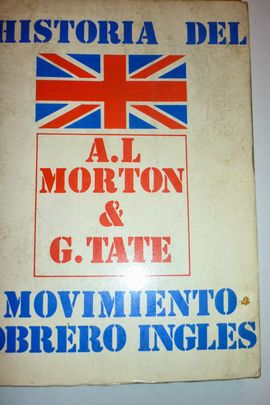 HISTORIA DEL
A.L
MORTON
&
G. TATE
MOVIMIENTO
OBRERO INGLES